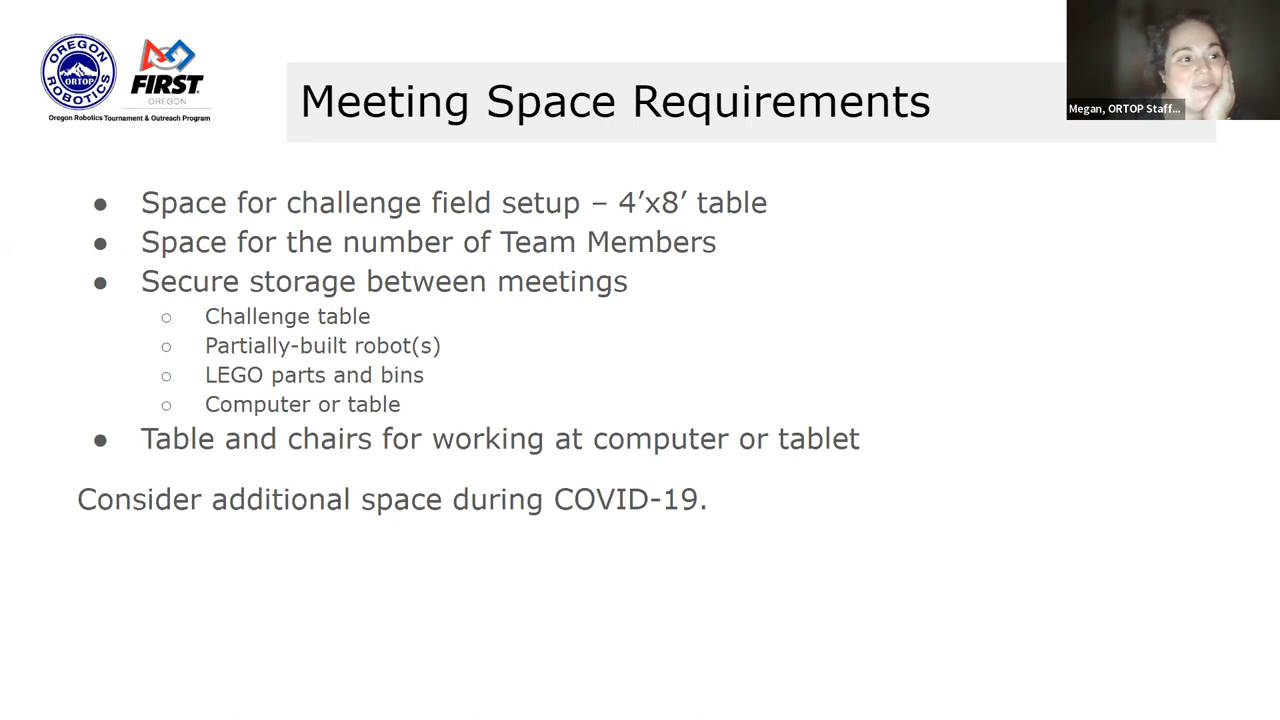 OREGON ROBOTICS
ORTOP
FIRST
OREGON
Oregon Robotics Tournament & Outreach Program
Meeting Space Requirements
Megan, ORTOP Staff...
● Space for challenge field setup – 4’x8’ table
● Space for the number of Team Members
● Secure storage between meetings
○ Challenge table
○ Partially-built robot(s)
○ LEGO parts and bins
○ Computer or table
● Table and chairs for working at computer or tablet
Consider additional space during COVID-19.